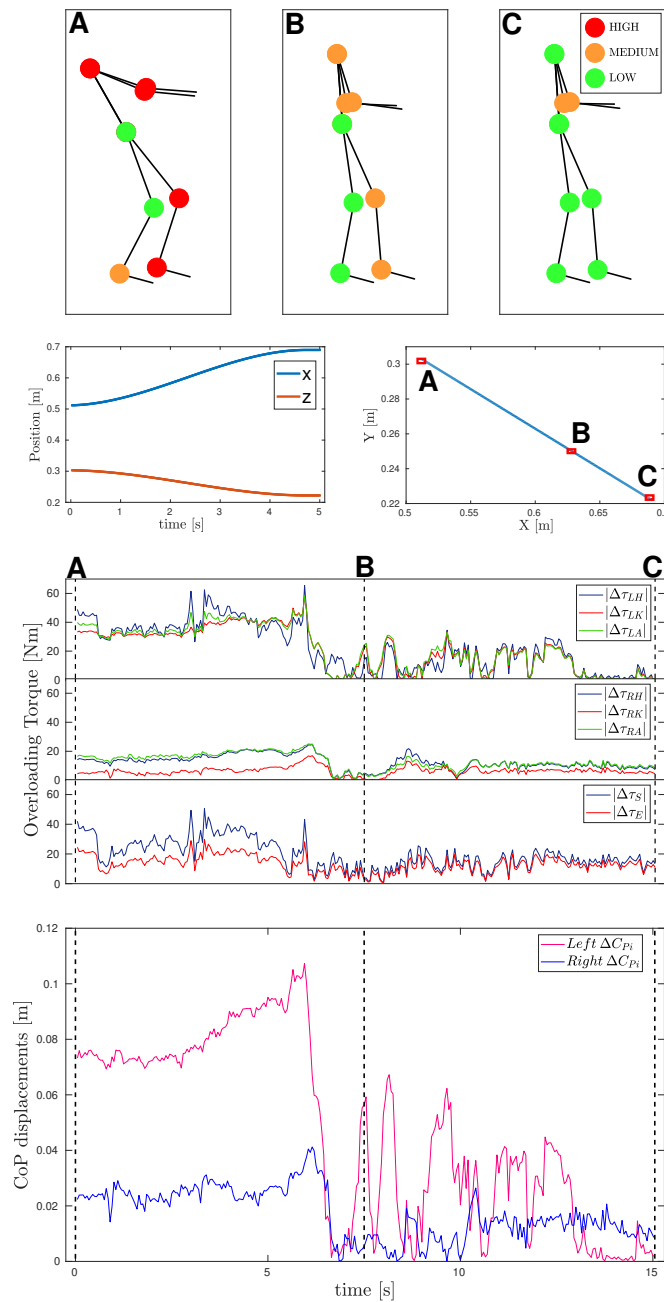 A
B
C
HIGH
MEDIUM
LOW
0.7
0.6
0.5
0.4
0.3
0.2
Position [m]
X
Z
0 1 2 3 4 5
time [s]
0.3
0.28
0.26
0.24
0.22
Y [m]
A
B
C
0.5 0.55 0.6 0.65 0.
X [m]
A B C
Overloading Torque [Nm]
60
40
20
0
|Δτ_LH|
|Δτ_LK|
|Δτ_LA|
40
20
0
|Δτ_RH|
|Δτ_RK|
|Δτ_RA|
60
40
20
0
|Δτ_S|
|Δτ_E|
0.12
0.1
0.08
0.06
0.04
0.02
0
CoP displacements [m]
Left ΔC_Pi
Right ΔC_Pi
0 5 10 15
time [s]